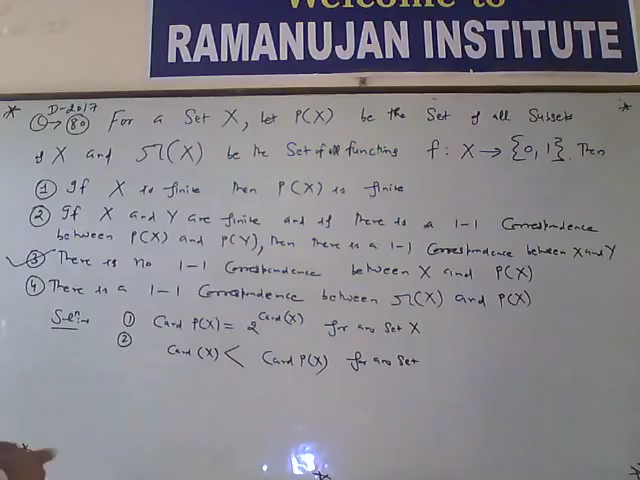 Welcome to
RAMANUJAN INSTITUTE
* D-2017 *
C → 80 For a Set X, let P(X) be the Set of all Subsets
of X and Ω(X) be the Set of all functions f: X → {0, 1}. Then
① If X is finite then P(X) is finite
② If X and Y are finite and if there is a 1-1 Correspondence
between P(X) and P(Y), then there is a 1-1 Correspondence between X and Y
✓③ There is no 1-1 Correspondence between X and P(X)
④ There is a 1-1 Correspondence between Ω(X) and P(X)
Soln:- ① Card P(X) = 2^Card(X) for any set X
②
Card (X) < Card P(X) for any set